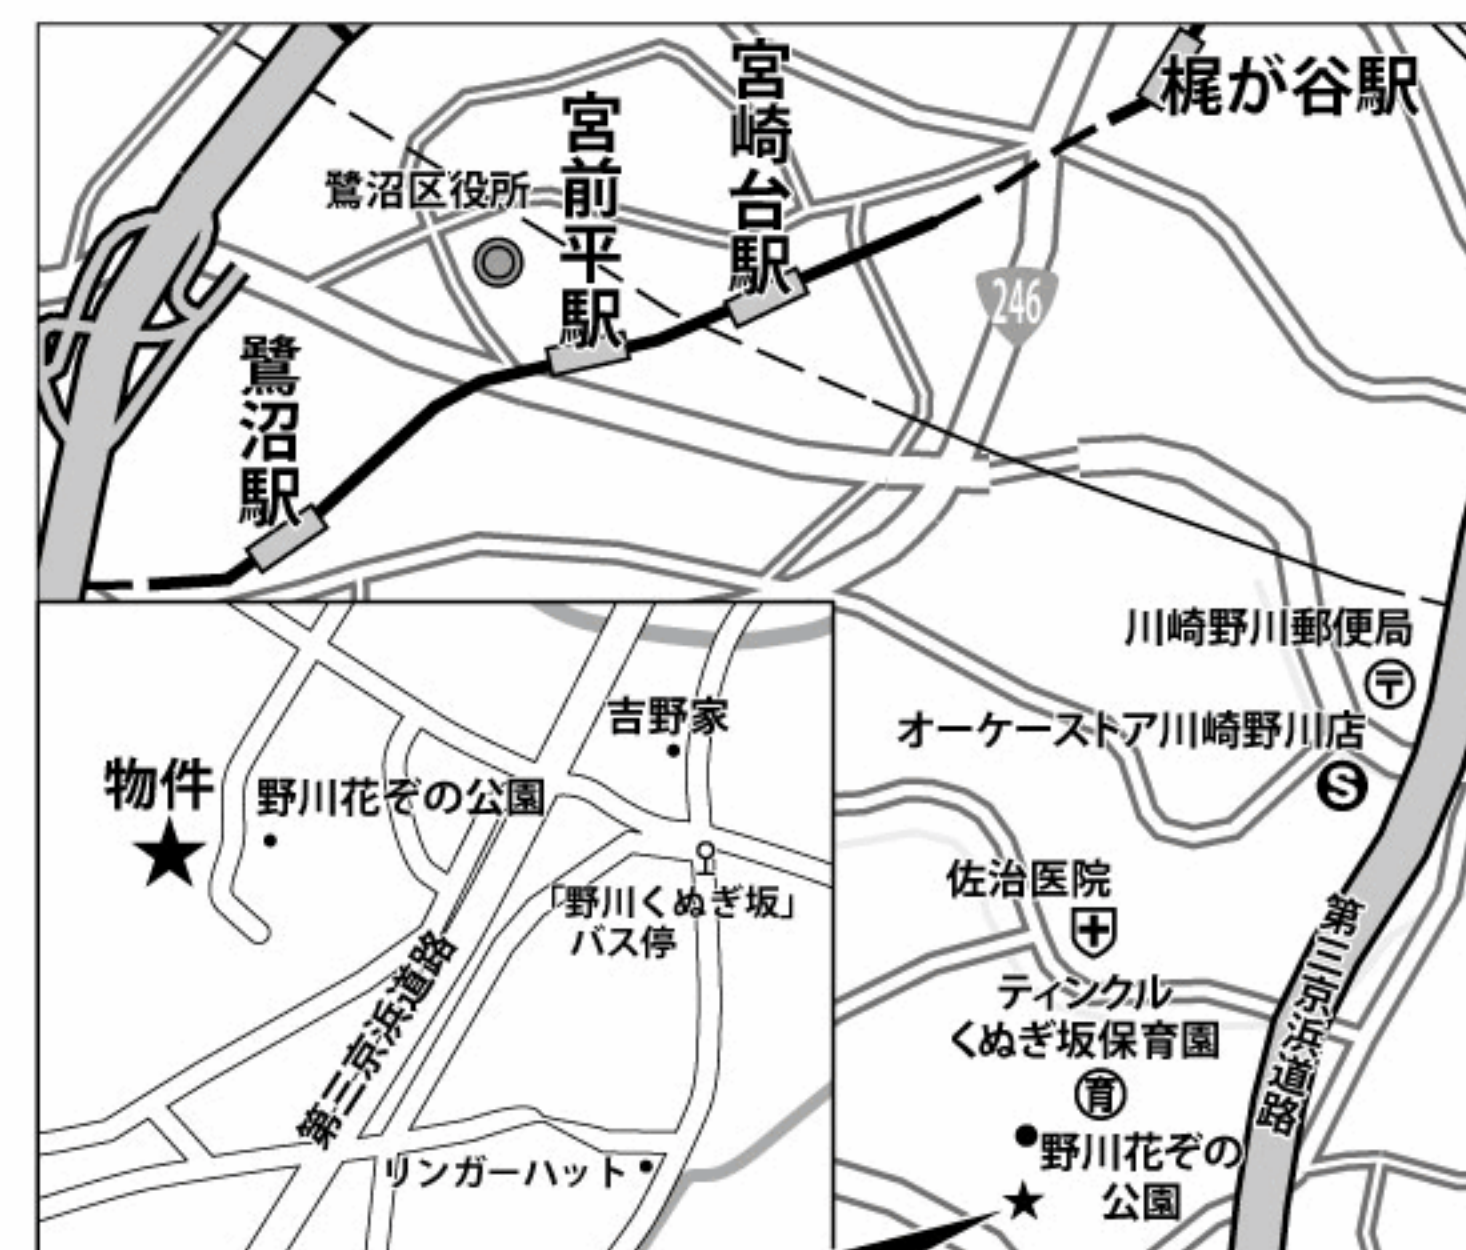 梶が谷駅
宮崎台駅
宮前平駅
鷺沼区役所
246
鷺沼駅
川崎野川郵便局
〒
オーケーストア川崎野川店
S
佐治医院
ティンクル
くぬぎ坂保育園
育
野川花ぞの
公園
第三京浜道路
吉野家
物件
野川花ぞの公園
「野川くぬぎ坂」
バス停
第三京浜道路
リンガーハット